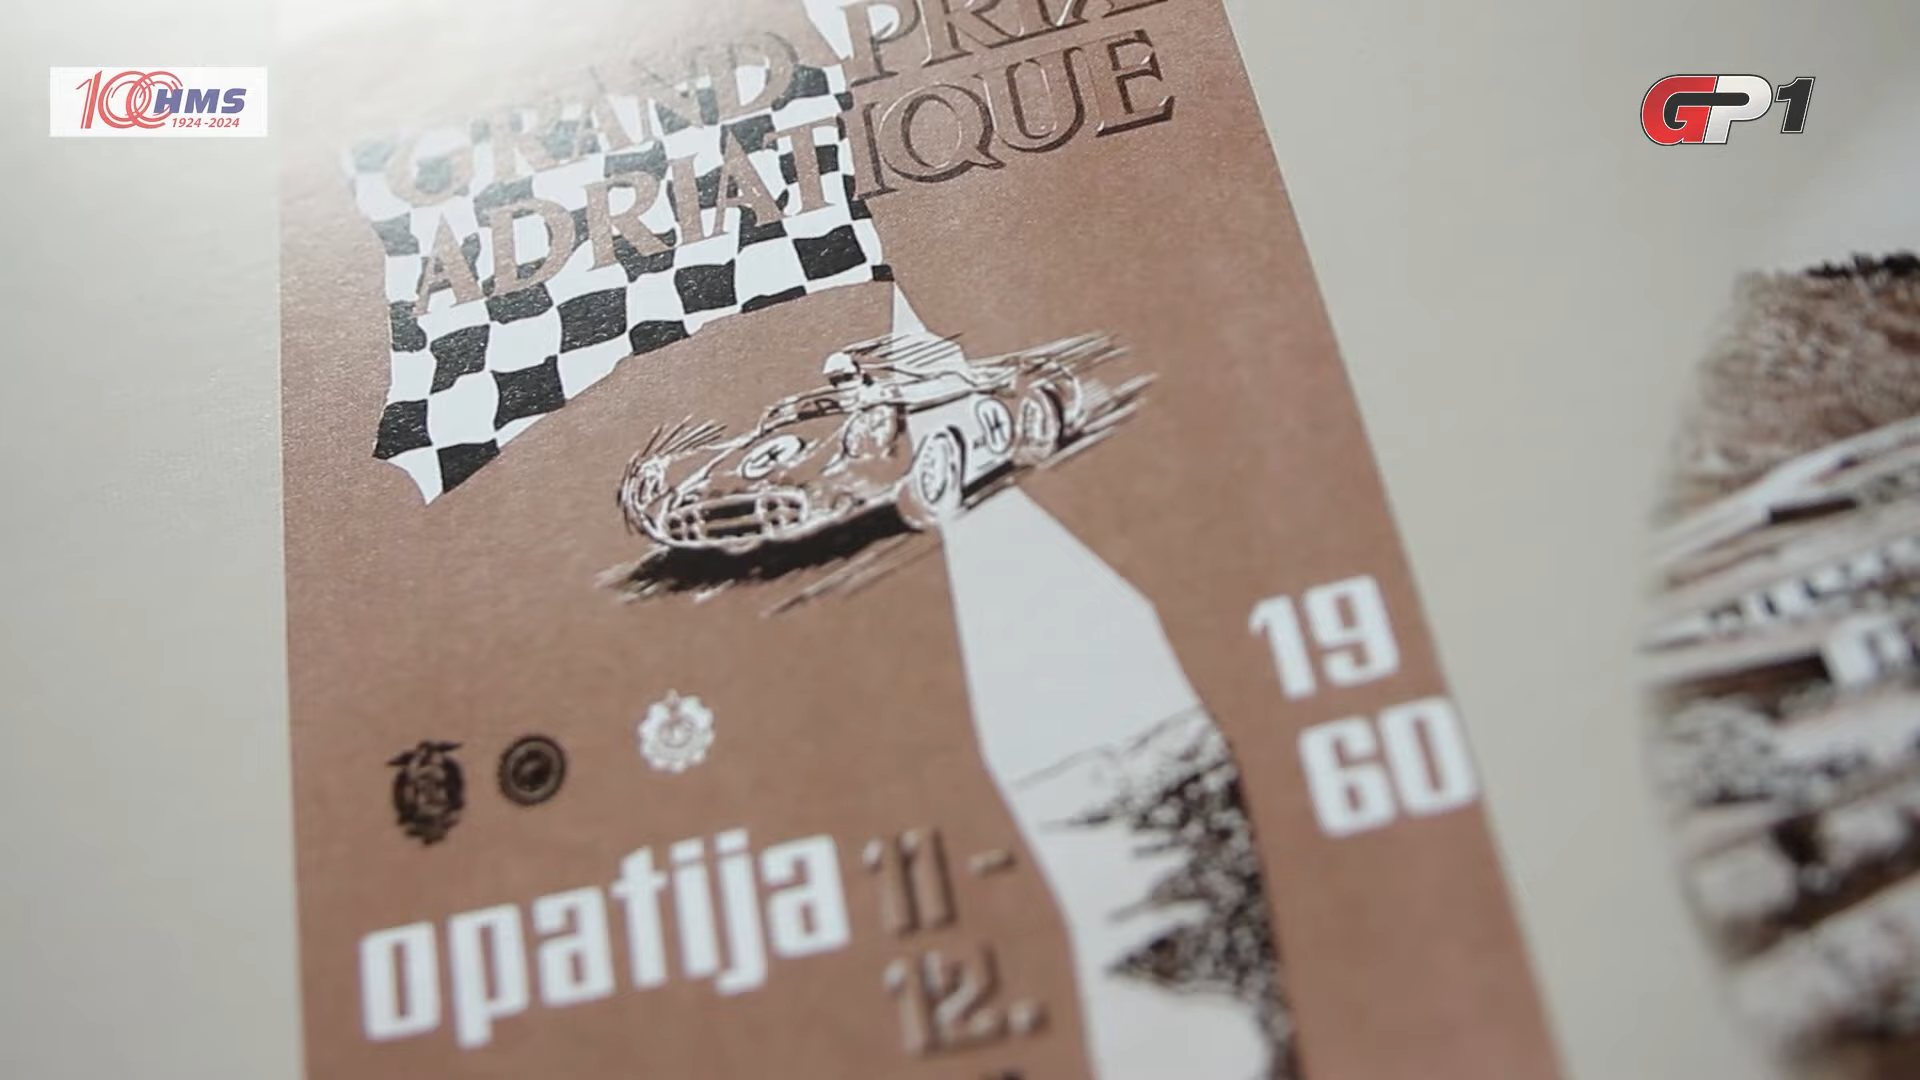 100 HMS
1924-2024
GP1
GRAND PRIX
ADRIATIQUE
19
60
opatija 11-
12.